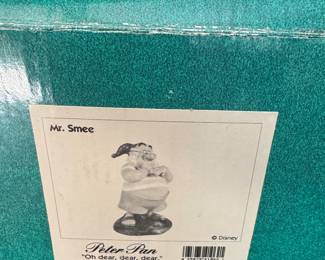 Mr. Smee
© Disney
Peter Pan
"Oh dear, dear, dear."